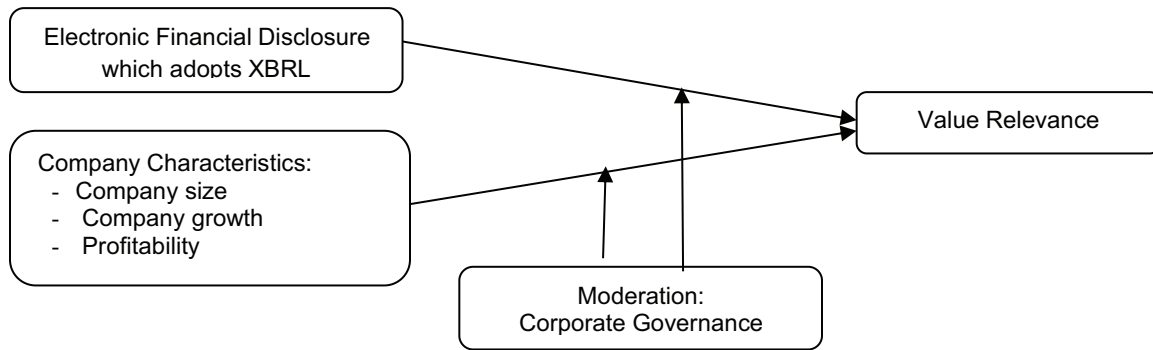 Electronic Financial Disclosure
which adopts XBRL
Value Relevance
Company Characteristics:
- Company size
- Company growth
- Profitability
Moderation:
Corporate Governance